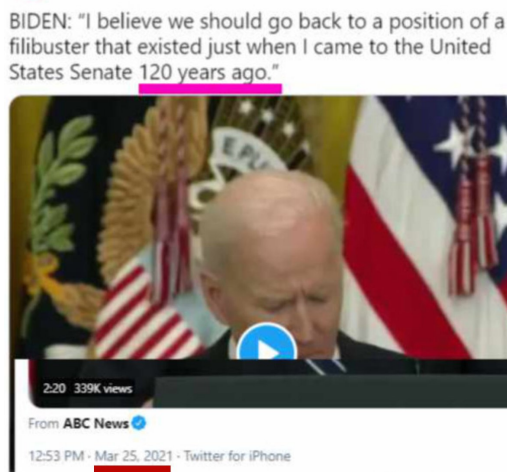 BIDEN: “I believe we should go back to a position of a
filibuster that existed just when I came to the United
States Senate 120 years ago.”
E PLU
2:20 339K views
From ABC News
12:53 PM · Mar 25, 2021 · Twitter for iPhone